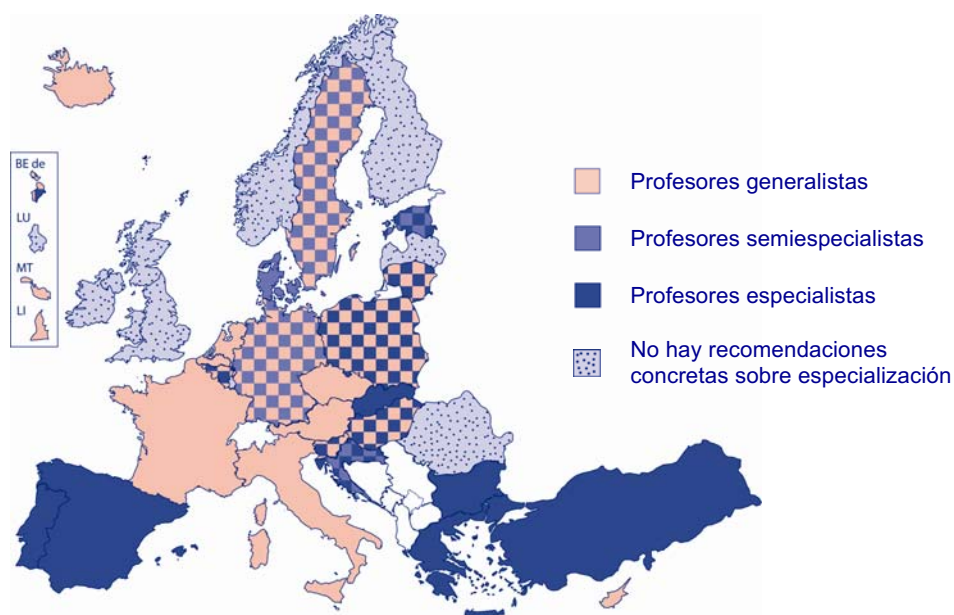 BE de
LU
MT
LI
Profesores generalistas
Profesores semiespecialistas
Profesores especialistas
No hay recomendaciones
concretas sobre especialización